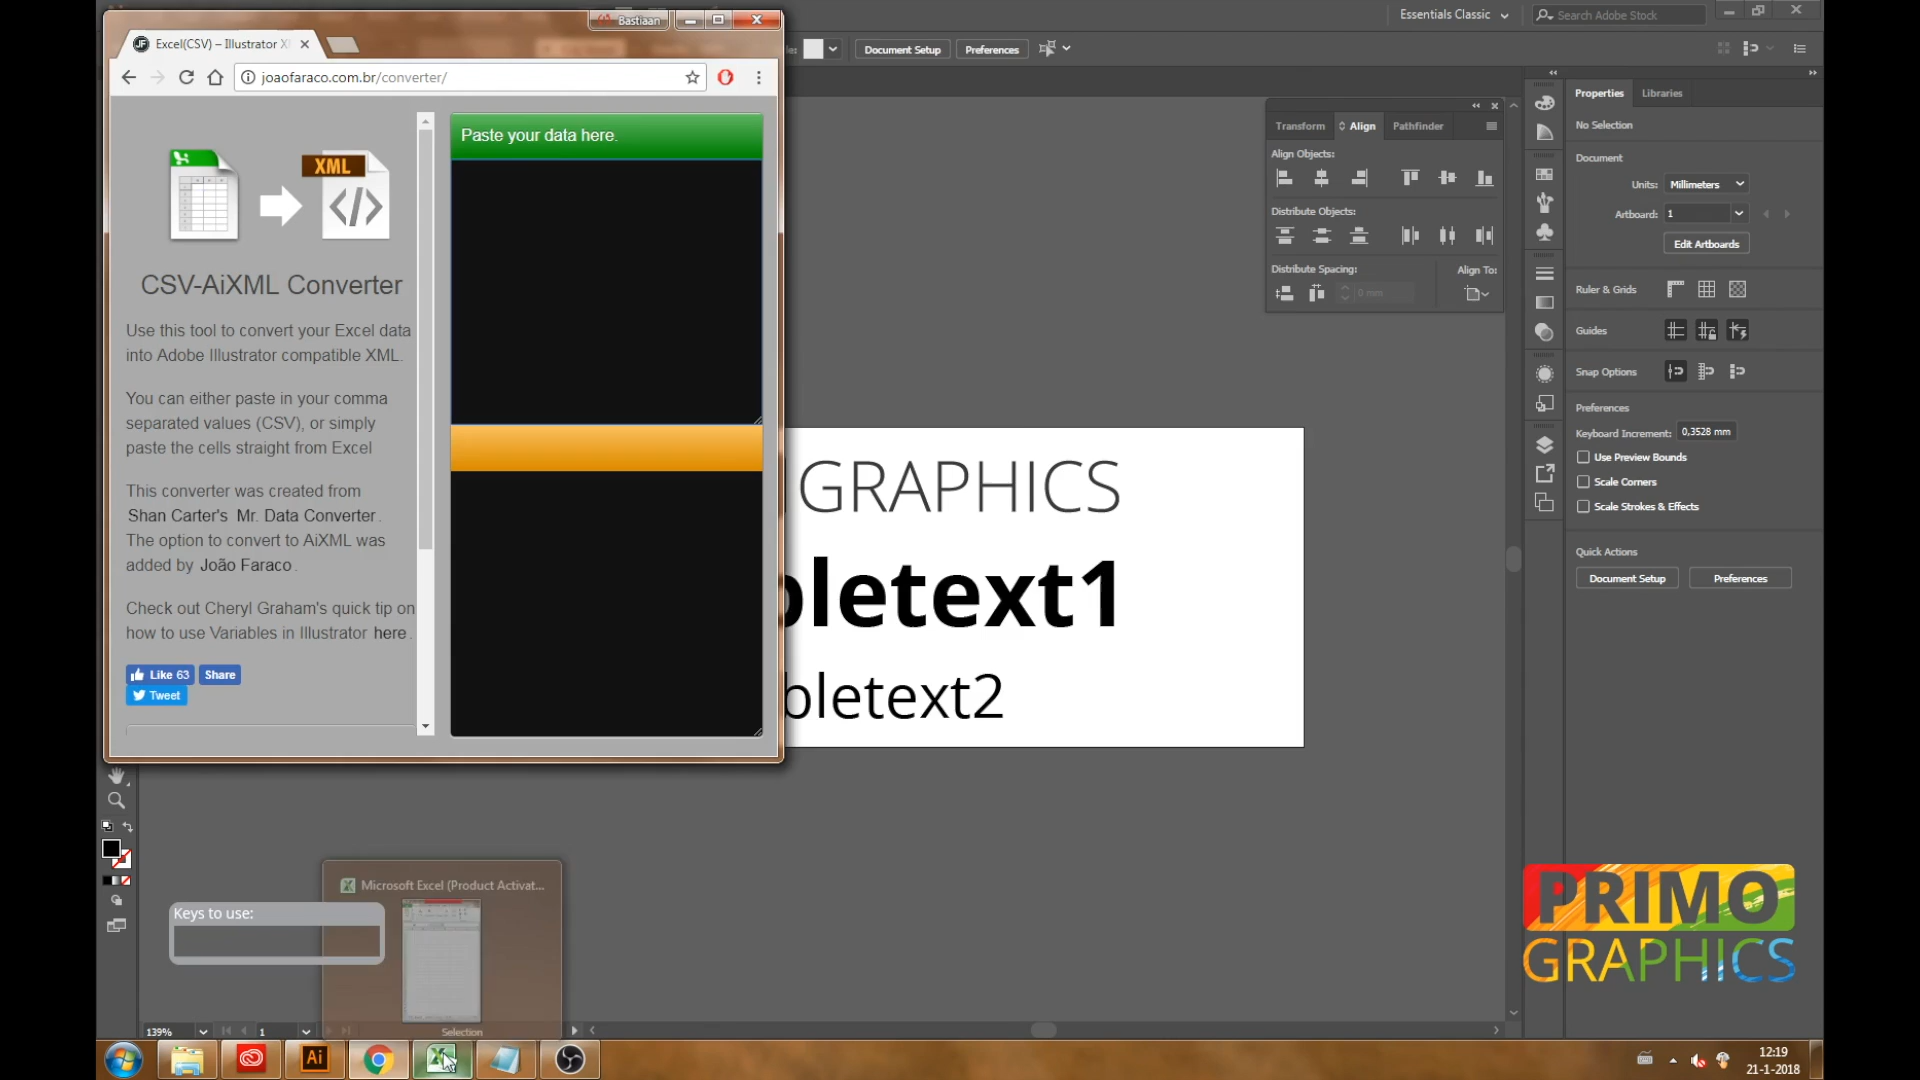 Bastiaan
Excel(CSV) – Illustrator X
joaofaraco.com.br/converter/
Essentials Classic
Search Adobe Stock
Document Setup
Preferences
Paste your data here.
XML
CSV-AiXML Converter
Use this tool to convert your Excel data
into Adobe Illustrator compatible XML.
You can either paste in your comma
separated values (CSV), or simply
paste the cells straight from Excel
This converter was created from
Shan Carter's Mr. Data Converter.
The option to convert to AiXML was
added by João Faraco.
Check out Cheryl Graham's quick tip on
how to use Variables in Illustrator here.
Like 63
Share
Tweet
GRAPHICS
bletext1
bletext2
Transform
Align
Pathfinder
Align Objects:
Distribute Objects:
Distribute Spacing:
Align To:
0 mm
Properties
Libraries
No Selection
Document
Units: Millimeters
Artboard: 1
Edit Artboards
Ruler & Grids
Guides
Snap Options
Preferences
Keyboard Increment: 0,3528 mm
Use Preview Bounds
Scale Corners
Scale Strokes & Effects
Quick Actions
Document Setup
Preferences
Microsoft Excel (Product Activat...
Keys to use:
139%
1
Selection
PRIMO
GRAPHICS
Ai
12:19
21-1-2018